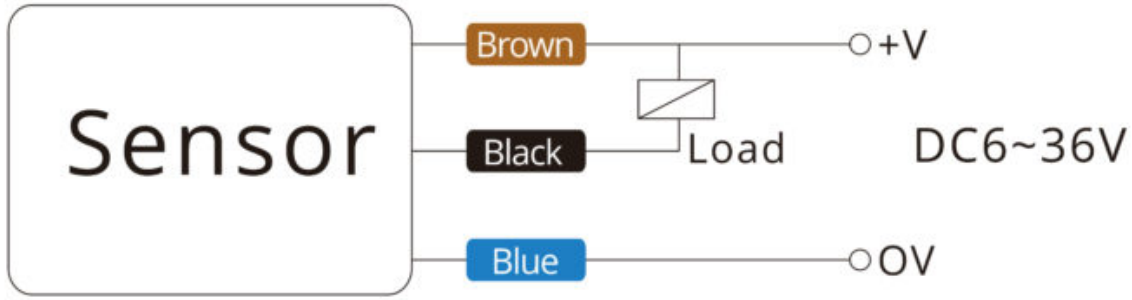 Brown
+V
Sensor
Black
Load
DC6~36V
Blue
OV